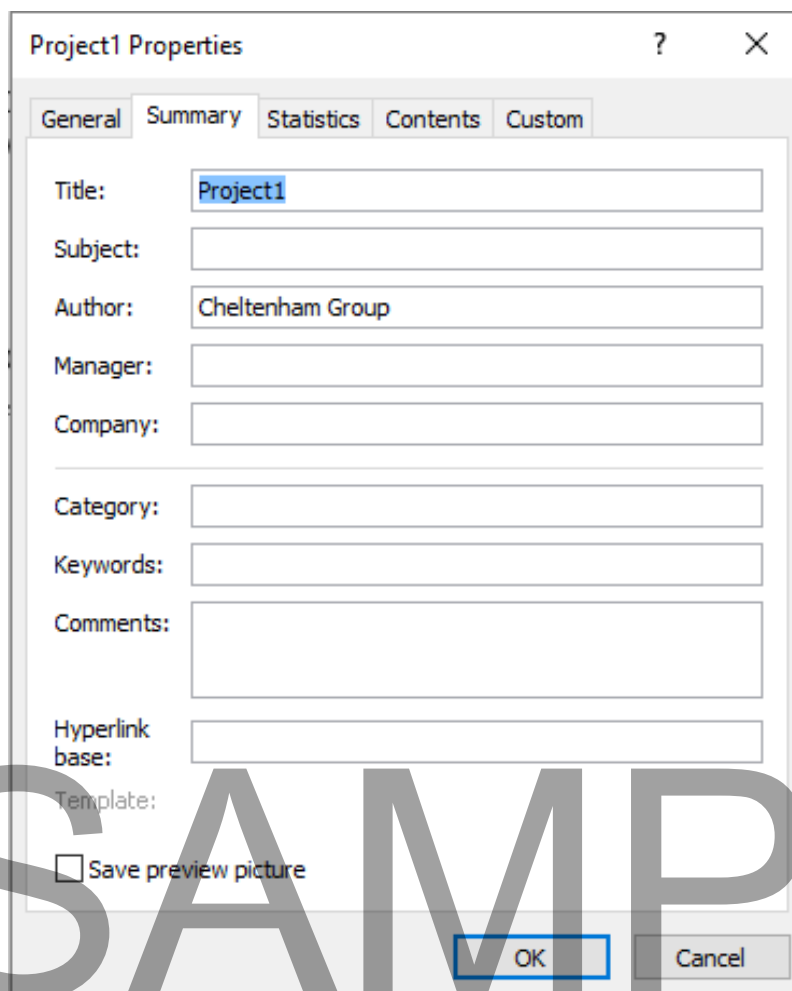 Project1 Properties ?
General Summary Statistics Contents Custom
Title: Project1
Subject:
Author: Cheltenham Group
Manager:
Company:
Category:
Keywords:
Comments:
Hyperlink
base:
Template:
Save preview picture
OK Cancel
SAMP